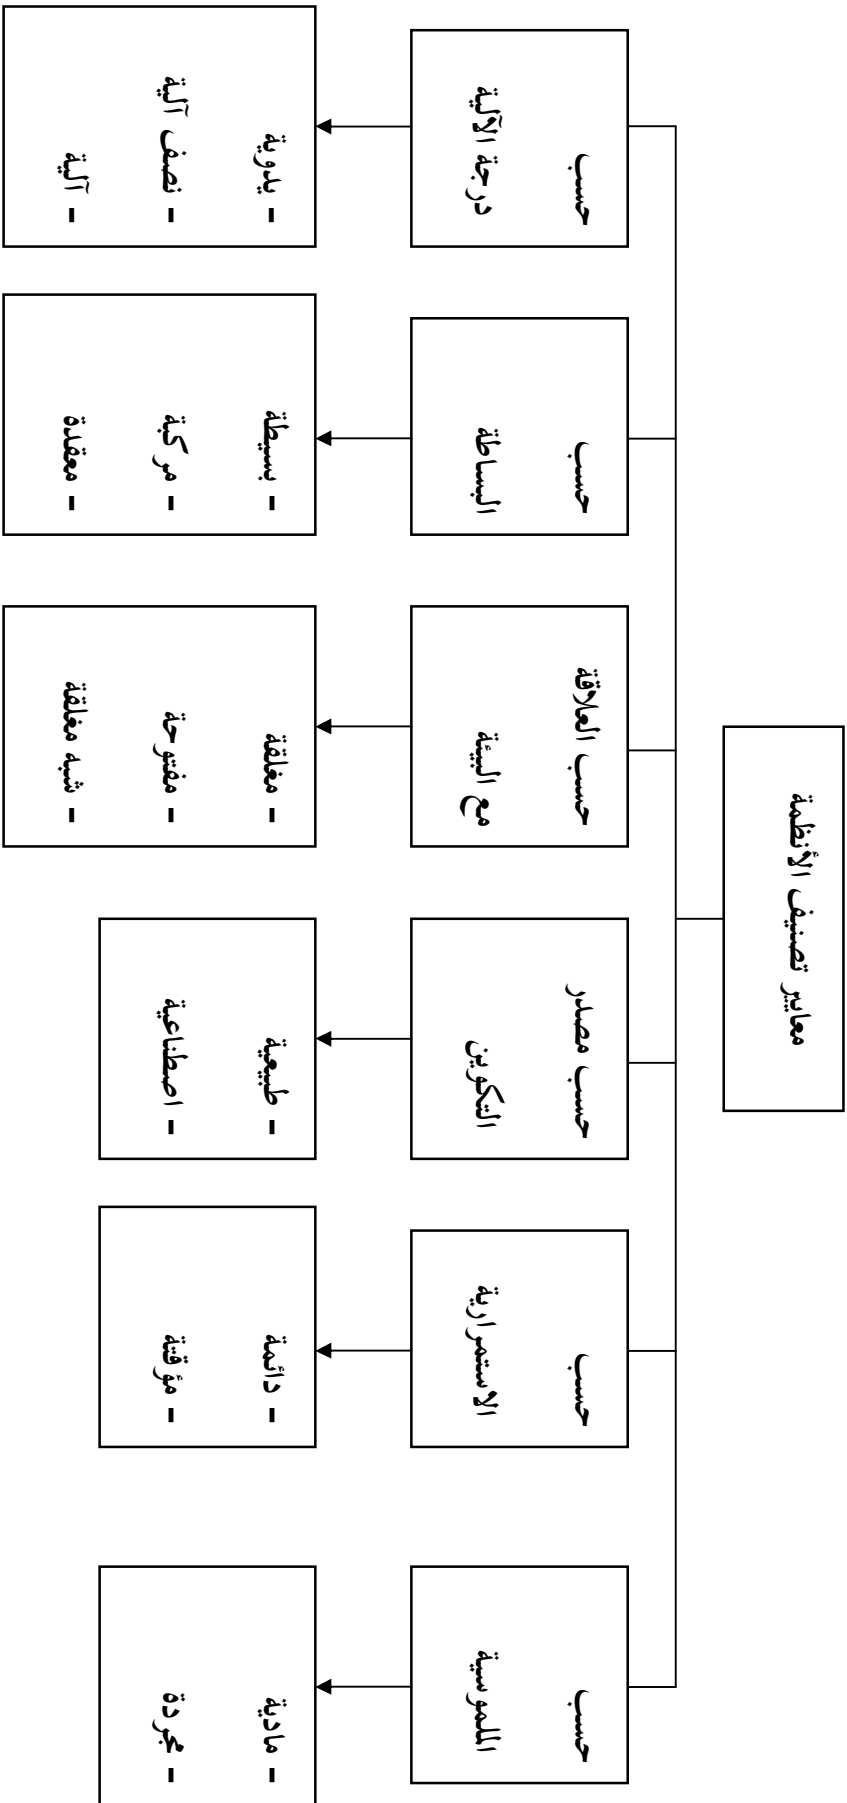 معايير تصنيف الأنظمة
حسب
الملموسية
- مادية
- مجردة
حسب
الاستمرارية
- دائمة
- مؤقتة
حسب مصدر
التكوين
- طبيعية
- اصطناعية
حسب العلاقة
مع البيئة
- مغلقة
- مفتوحة
- شبه مغلقة
حسب
البساطة
- بسيطة
- مركبة
- معقدة
حسب
درجة الآلية
- يدوية
- نصف آلية
- آلية